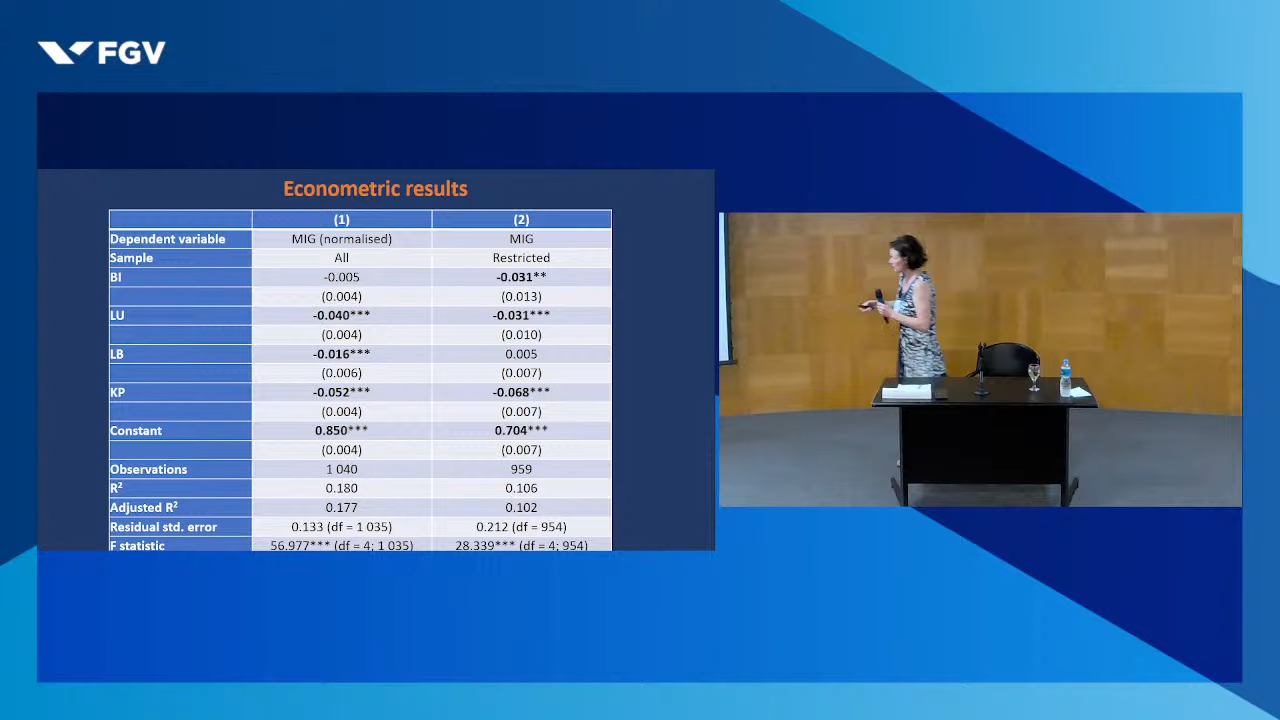 FGV
Econometric results
(1) (2)
Dependent variable MIG (normalised) MIG
Sample All Restricted
BI -0.005 -0.031**
(0.004) (0.013)
LU -0.040*** -0.031***
(0.004) (0.010)
LB -0.016*** 0.005
(0.006) (0.007)
KP -0.052*** -0.068***
(0.004) (0.007)
Constant 0.850*** 0.704***
(0.004) (0.007)
Observations 1 040 959
R² 0.180 0.106
Adjusted R² 0.177 0.102
Residual std. error 0.133 (df = 1 035) 0.212 (df = 954)
F statistic 56.977*** (df = 4; 1 035) 28.339*** (df = 4; 954)